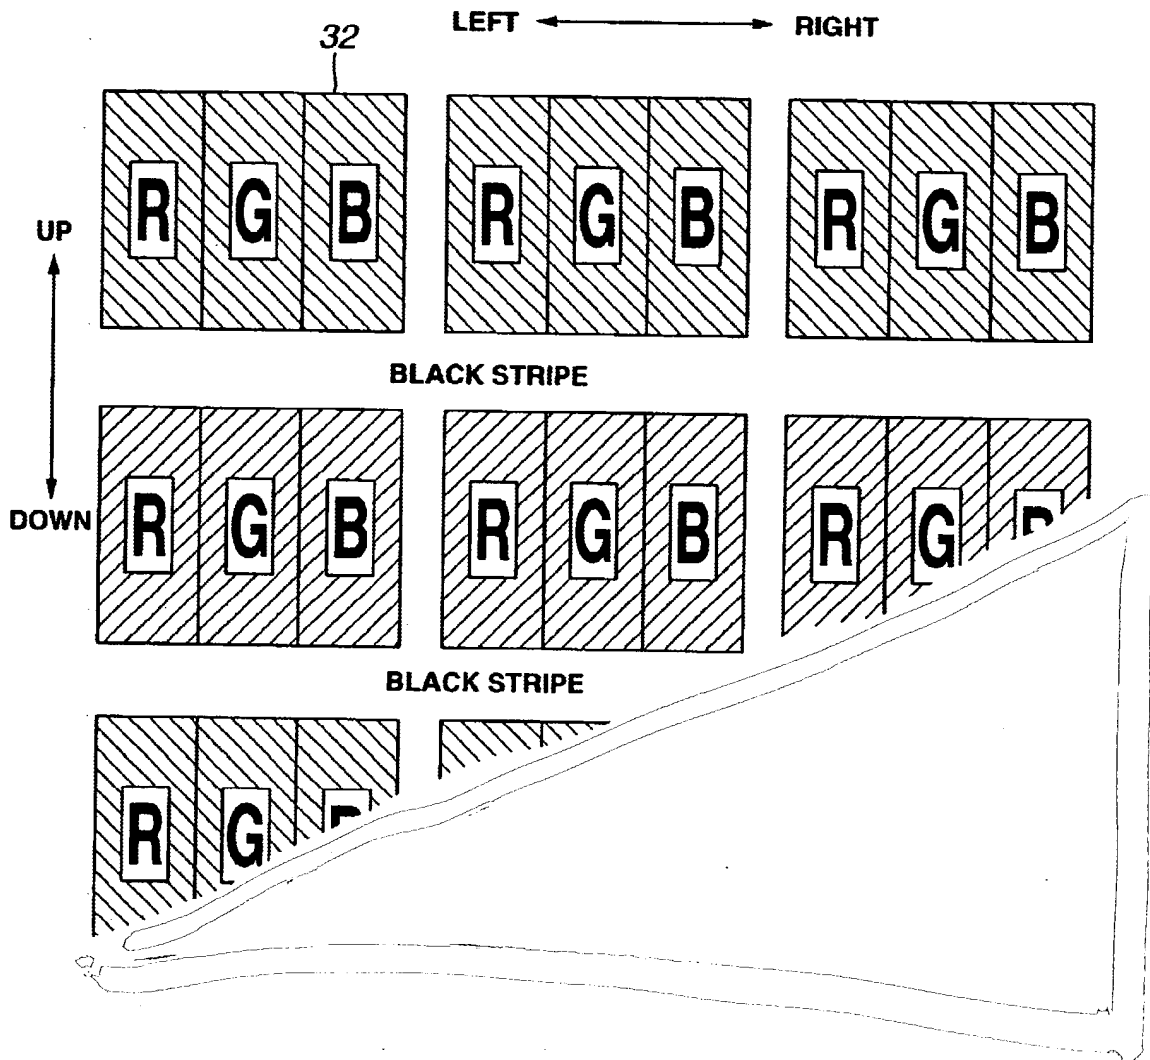 LEFT RIGHT
32
R G B R G B R G B
UP
BLACK STRIPE
DOWN
R G B R G B R G
BLACK STRIPE
R G